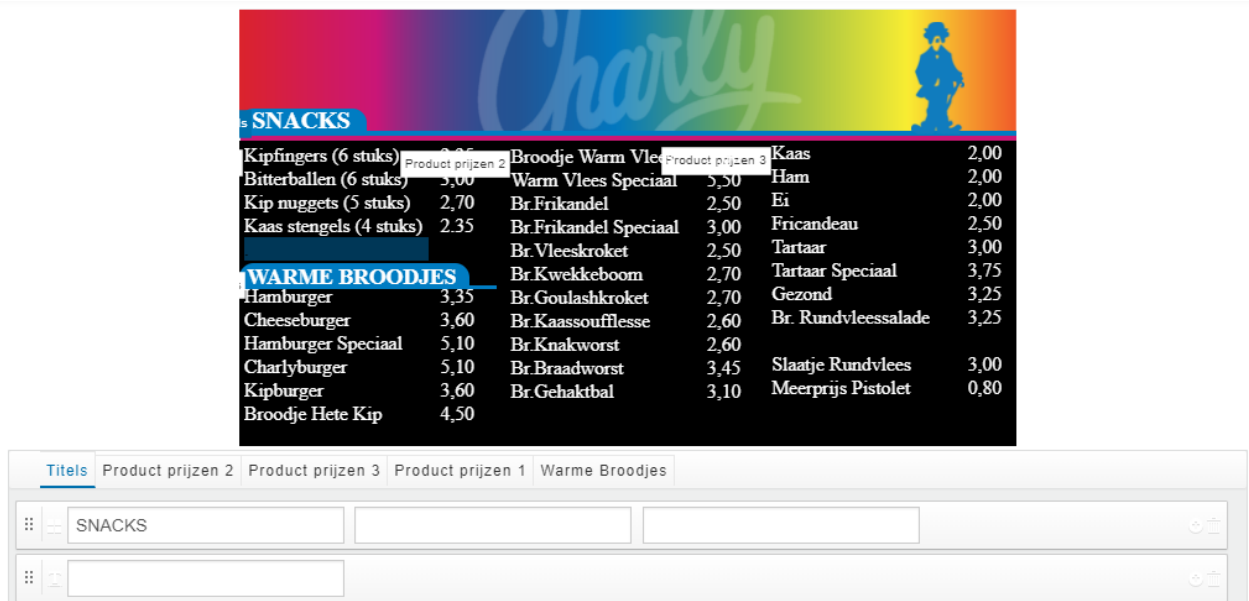 Charly
s SNACKS
Kipfingers (6 stuks)
Bitterballen (6 stuks) 3,00
Kip nuggets (5 stuks) 2,70
Kaas stengels (4 stuks) 2.35
WARME BROODJES
Hamburger 3,35
Cheeseburger 3,60
Hamburger Speciaal 5,10
Charlyburger 5,10
Kipburger 3,60
Broodje Hete Kip 4,50
Product prijzen 2
Broodje Warm
Warm Vlees Speciaal 5,50
Br.Frikandel 2,50
Br.Frikandel Speciaal 3,00
Br.Vleeskroket 2,50
Br.Kwekkeboom 2,70
Br.Goulashkroket 2,70
Br.Kaassoufflesse 2,60
Br.Knakworst 2,60
Br.Braadworst 3,45
Br.Gehaktbal 3,10
Product prijzen 3
Kaas 2,00
Ham 2,00
Ei 2,00
Fricandeau 2,50
Tartaar 3,00
Tartaar Speciaal 3,75
Gezond 3,25
Br. Rundvleessalade 3,25
Slaatje Rundvlees 3,00
Meerprijs Pistolet 0,80
Titels Product prijzen 2 Product prijzen 3 Product prijzen 1 Warme Broodjes
SNACKS